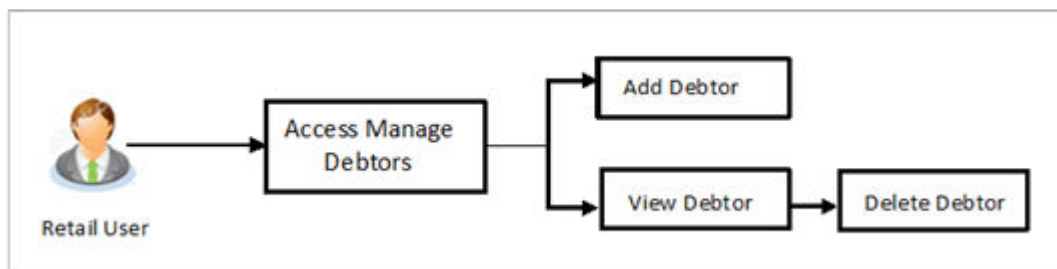 Retail User
Access Manage
Debtors
Add Debtor
View Debtor
Delete Debtor